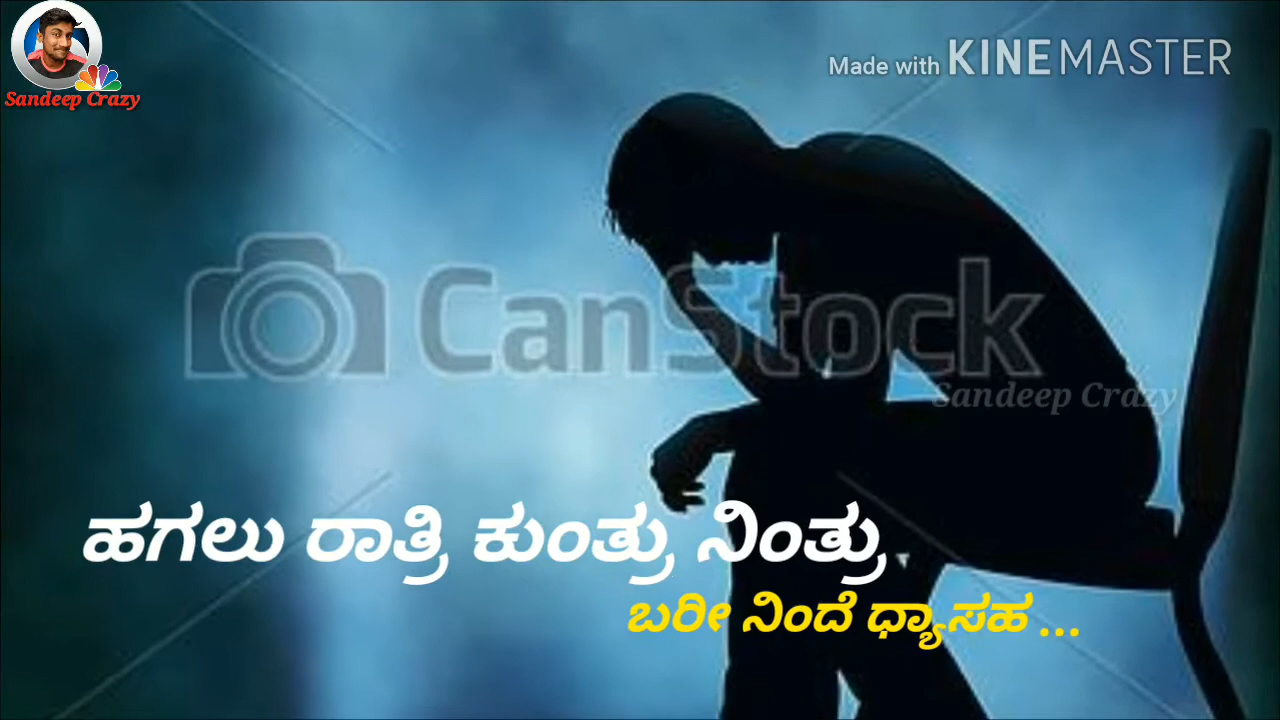 Made with KINEMASTER
Sandeep Crazy
CanStock
Sandeep Crazy
ಹಗಲು ರಾತ್ರಿ ಕುಂತ್ರು ನಿಂತ್ರು
ಬರೀ ನಿಂದೆ ಧ್ಯಾಸಹ ...